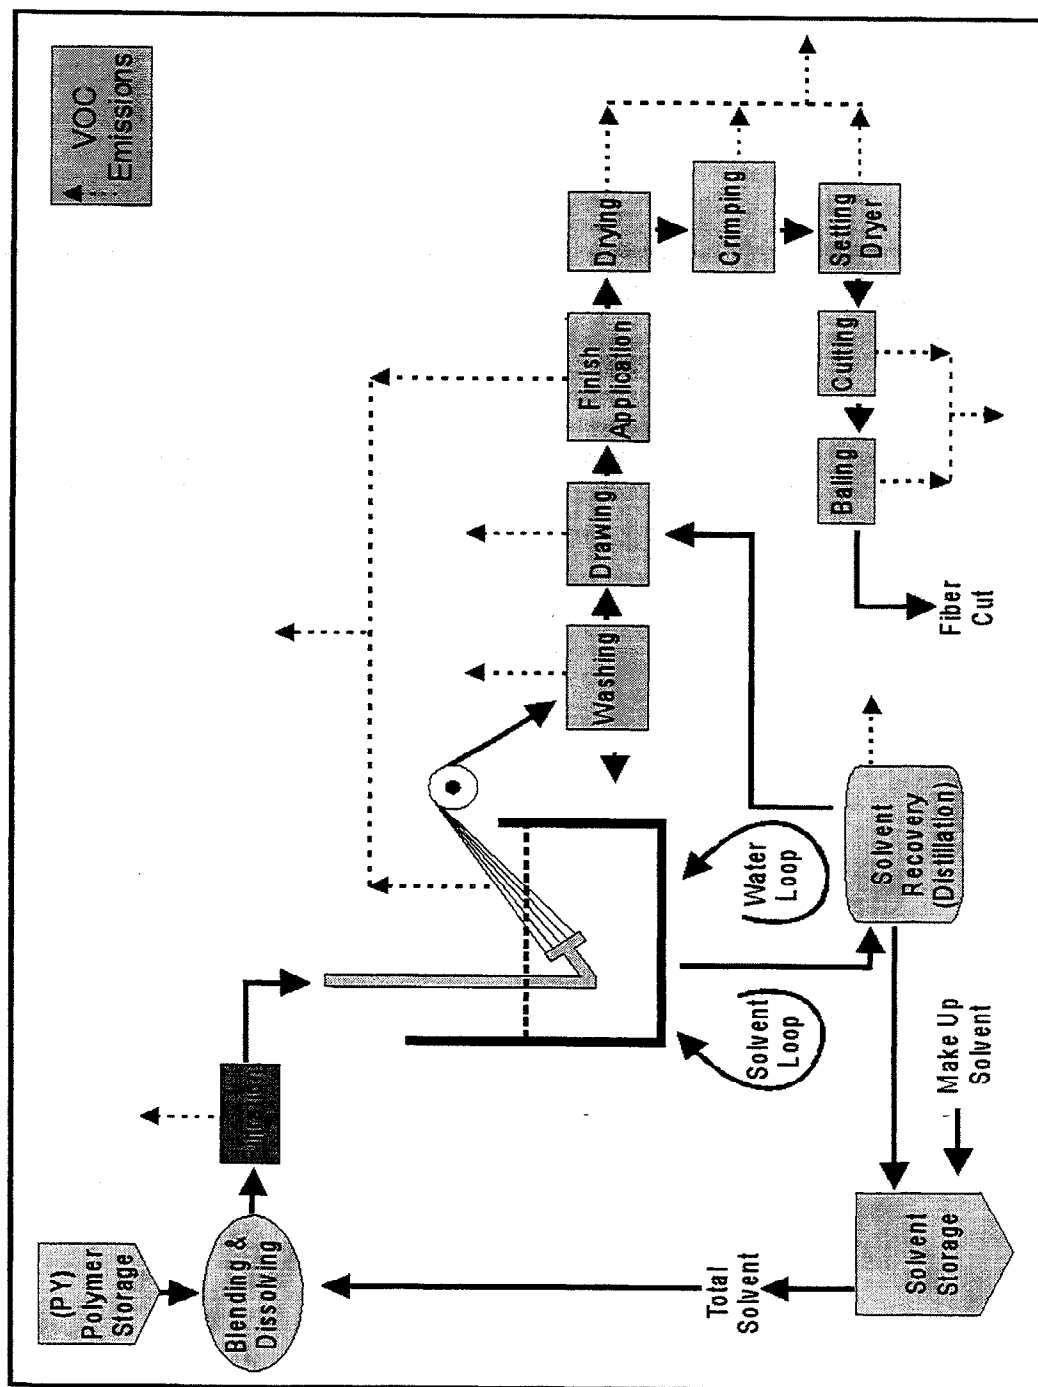 VOC
Emissions
(PY)
Polymer
Storage
Blending &
Dissolving
Finish
Application
Drying
Washing
Drawing
Crimping
Setting
Dryer
Cutting
Baling
Fiber
Cut
Solvent
Loop
Water
Loop
Solvent
Recovery
(Distillation)
Make Up
Solvent
Total
Solvent
Solvent
Storage